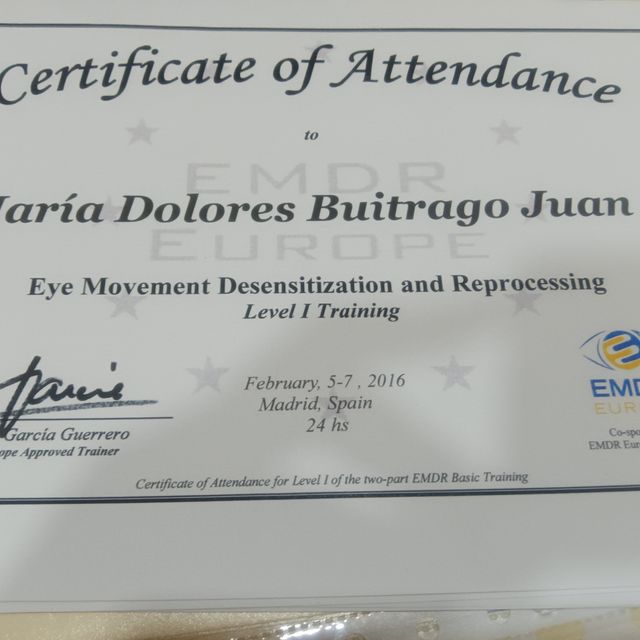 Certificate of Attendance
to
EMDR
María Dolores Buitrago Juan
EUROPE
Eye Movement Desensitization and Reprocessing
Level I Training
February, 5-7 , 2016
Madrid, Spain
24 hs
García Guerrero
ope Approved Trainer
EMD
EUR
Co-spo
EMDR Eur
Certificate of Attendance for Level I of the two-part EMDR Basic Training